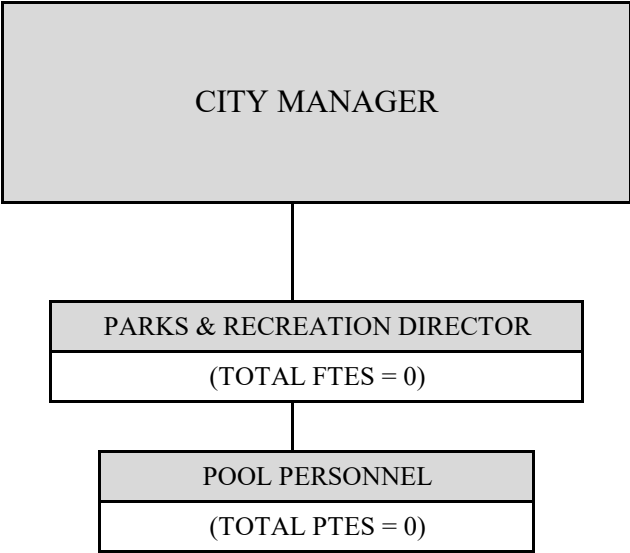 CITY MANAGER
PARKS & RECREATION DIRECTOR
(TOTAL FTES = 0)
POOL PERSONNEL
(TOTAL PTES = 0)